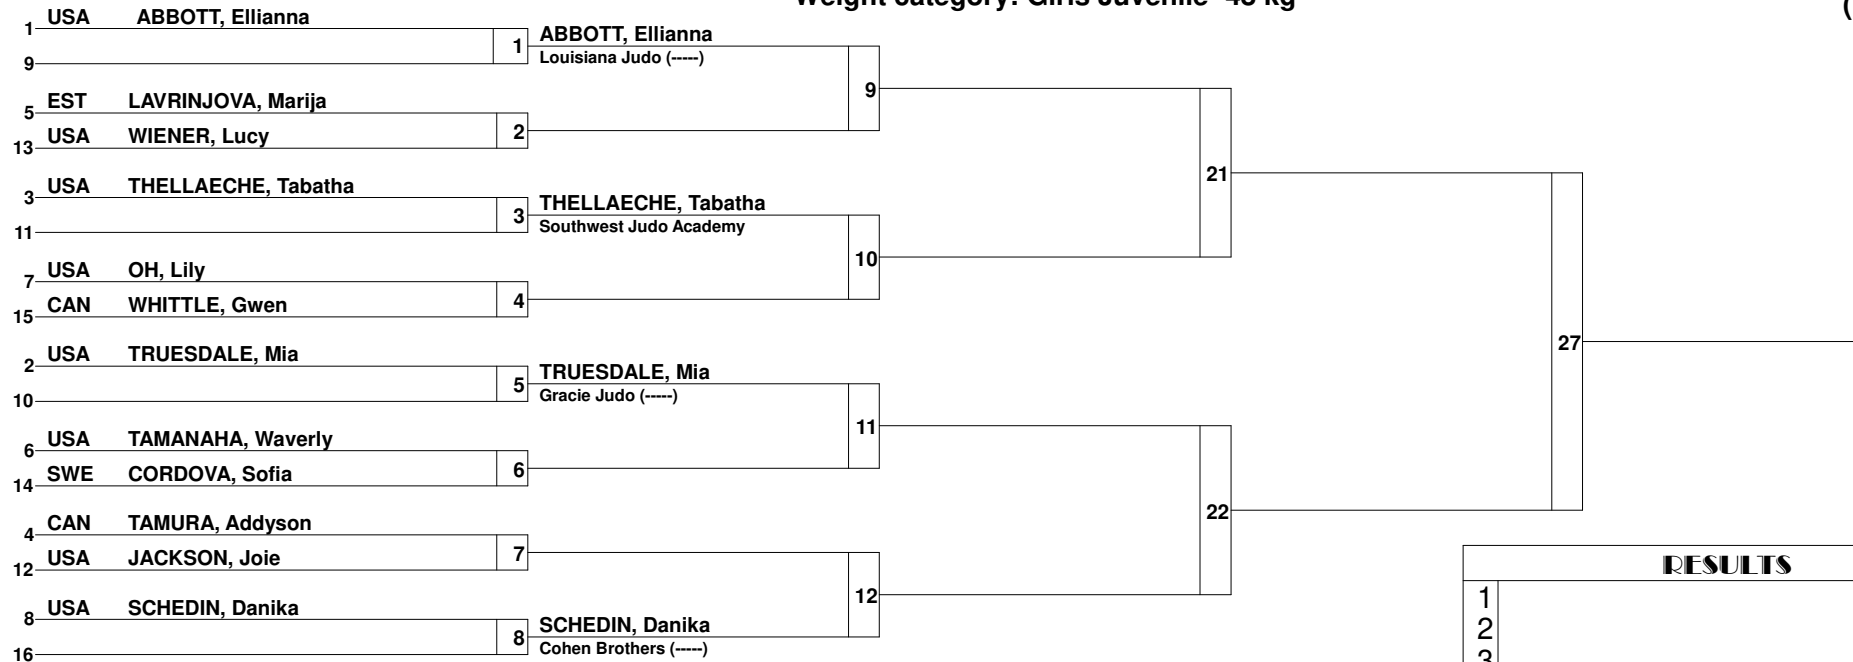 Weight category: Girls Juvenile -48 kg
(
1 USA ABBOTT, Ellianna
9
1 ABBOTT, Ellianna
Louisiana Judo (-----)
5 EST LAVRINJOVA, Marija
13 USA WIENER, Lucy
2
9
3 USA THELLAECHE, Tabatha
11
3 THELLAECHE, Tabatha
Southwest Judo Academy
7 USA OH, Lily
15 CAN WHITTLE, Gwen
4
10
21
2 USA TRUESDALE, Mia
10
5 TRUESDALE, Mia
Gracie Judo (-----)
6 USA TAMANAHA, Waverly
14 SWE CORDOVA, Sofia
6
11
4 CAN TAMURA, Addyson
12 USA JACKSON, Joie
7
8 USA SCHEDIN, Danika
16
8 SCHEDIN, Danika
Cohen Brothers (-----)
12
22
27
RESULTS
1
2
3